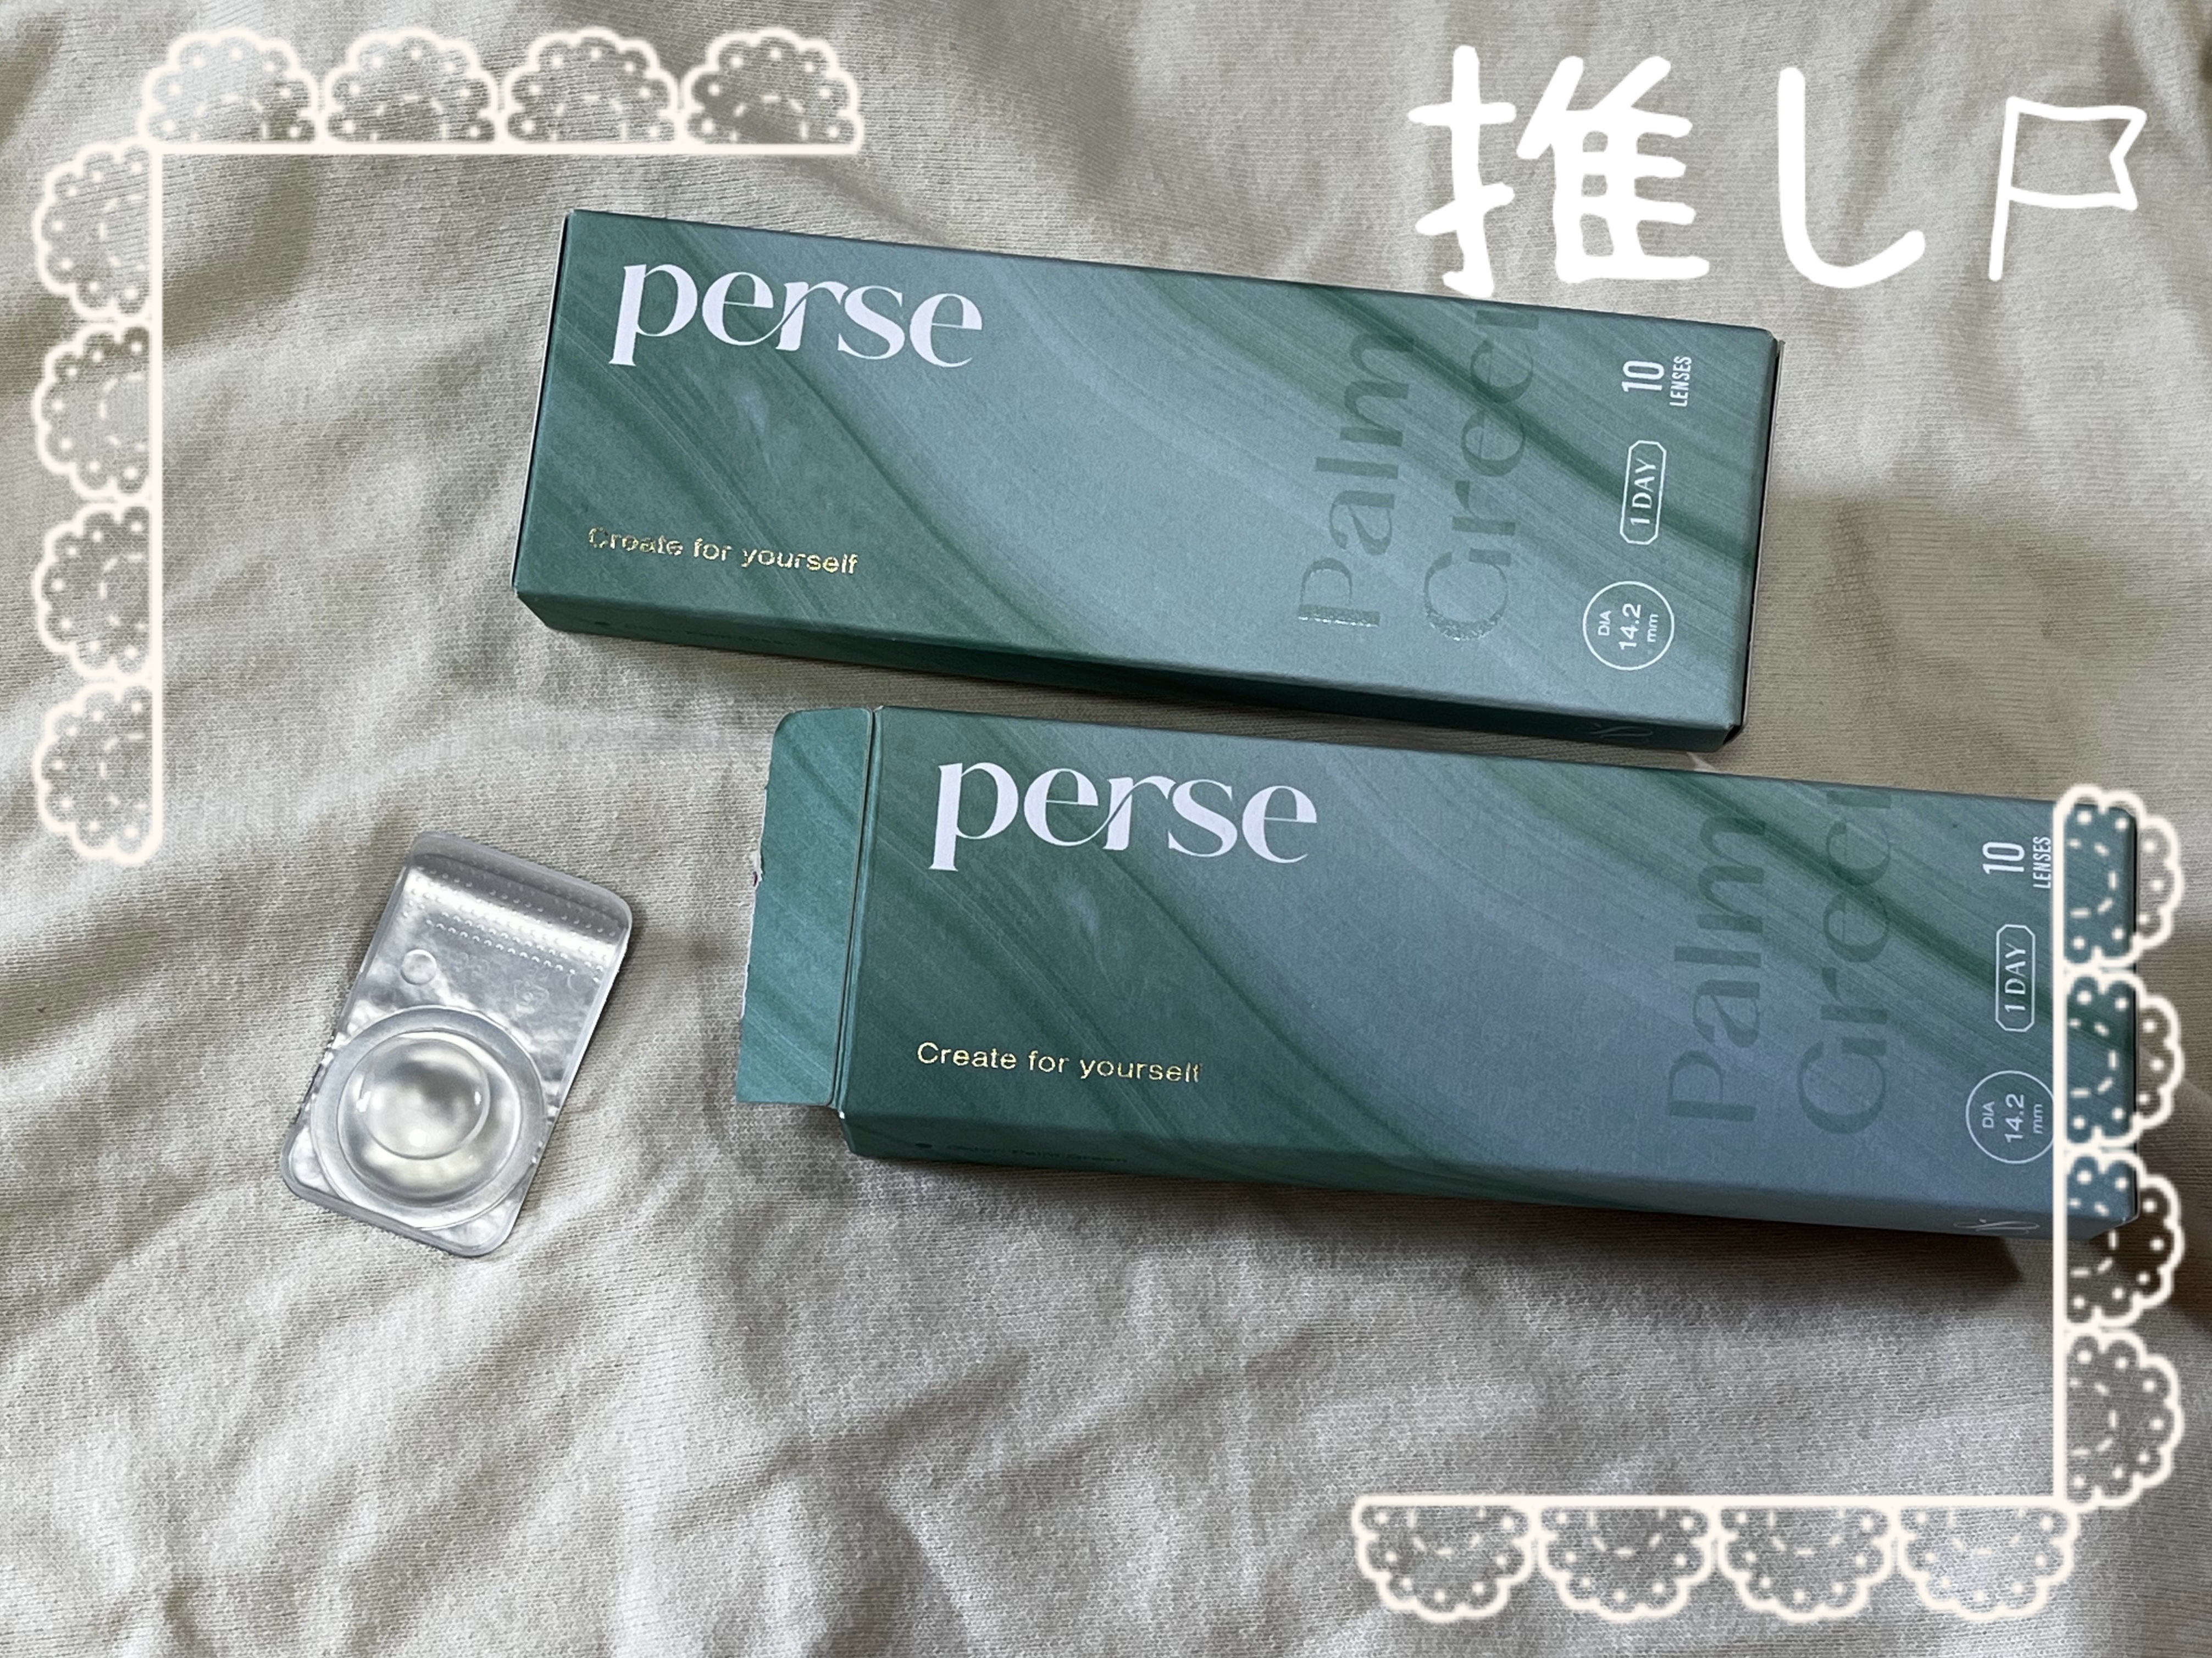 推し
perse
Palm
Green
10
LENSES
1 DAY
DIA
14.2
mm
Create for yourself
perse
Palm
Green
10
LENSES
1 DAY
DIA
14.2
mm
Create for yourself